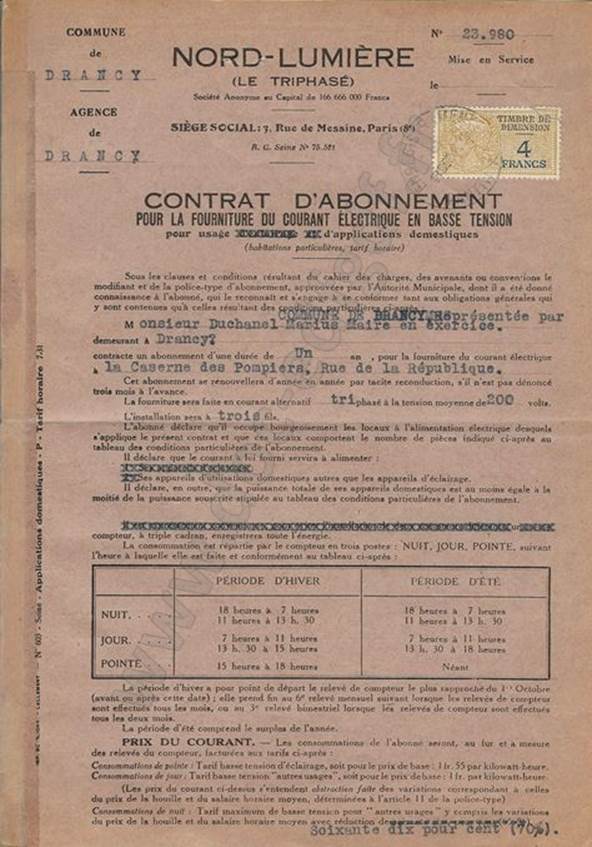 COMMUNE
de
DRANCY
AGENCE
de
DRANCY
NORD-LUMIÈRE
(LE TRIPHASÉ)
Société Anonyme au Capital de 166 666 000 Francs
SIÈGE SOCIAL: 7, Rue de Messine, Paris (8e)
R. C. Seine N° 75.581
N° 23.980
Mise en Service
le
TIMBRE DE DIMENSION
4
FRANCS
CONTRAT D'ABONNEMENT
POUR LA FOURNITURE DU COURANT ÉLECTRIQUE EN BASSE TENSION
pour usage d'applications domestiques
(habitations particulières, tarif horaire)
Sous les clauses et conditions résultant du cahier des charges, des avenants ou conventions le
modifiant et de la police-type d'abonnement, approuvées par l'Autorité Municipale, dont il a été donné
connaissance à l'abonné, qui le reconnaît et s'engage à se conformer tant aux obligations générales qui
y sont contenues qu'à celles résultant des conditions particulières ci-après
COMMUNE DE DRANCY, Représentée par
Monsieur Duchanel Marius Maire en exercice.
demeurant à Drancy?
contracte un abonnement d'une durée de Un an, pour la fourniture du courant électrique
à la Caserne des Pompiers, Rue de la République.
Cet abonnement se renouvellera d'année en année par tacite reconduction, s'il n'est pas dénoncé
trois mois à l'avance.
La fourniture sera faite en courant alternatif triphasé à la tension moyenne de 200 volts.
L'installation sera à trois fils.
L'abonné déclare qu'il occupe bourgeoisement les locaux à l'alimentation électrique desquels
s'applique le présent contrat et que ces locaux comportent le nombre de pièces indiqué ci-après au
tableau des conditions particulières de l'abonnement.
Il déclare que le courant à lui fourni servira à alimenter :
Ses appareils d'utilisations domestiques autres que les appareils d'éclairage.
Il déclare, en outre, que la puissance totale de ses appareils domestiques est au moins égale à la
moitié de la puissance souscrite stipulée au tableau des conditions particulières de l'abonnement.
compteur, à triple cadran, enregistrera toute l'énergie.
La consommation est répartie par le compteur en trois postes : NUIT, JOUR, POINTE, suivant
l'heure à laquelle elle est faite et conformément au tableau ci-après :
PÉRIODE D'HIVER PÉRIODE D'ÉTÉ
NUIT. . . . 18 heures à 7 heures 18 heures à 7 heures
11 heures à 13 h. 30 11 heures à 13 h. 30
JOUR. . . . 7 heures à 11 heures 7 heures à 11 heures
13 h. 30 à 15 heures 13 h. 30 à 18 heures
POINTE . . 15 heures à 18 heures Néant
La période d'hiver a pour point de départ le relevé de compteur le plus rapproché du 1er Octobre
(avant ou après cette date) ; elle prend fin au 6e relevé mensuel suivant lorsque les relevés de compteur
sont effectués tous les mois, ou au 3e relevé bimestriel lorsque les relevés de compteur sont effectués
tous les deux mois.
La période d'été comprend le surplus de l'année.
PRIX DU COURANT. — Les consommations de l'abonné seront, au fur et à mesure
des relevés du compteur, facturées aux tarifs ci-après :
Consommations de pointe : Tarif basse tension d'éclairage, soit pour le prix de base : 1 fr. 55 par kilowatt-heure.
Consommations de jour : Tarif basse tension "autres usages", soit pour le prix de base : 1 fr. par kilowatt-heure.
(Les prix du courant ci-dessus s'entendent abstraction faite des variations correspondant à celles
du prix de la houille et du salaire horaire moyen, déterminées à l'article 11 de la police-type)
Consommations de nuit : Tarif maximum de basse tension pour "autres usages" y compris les variations
du prix de la houille et du salaire horaire moyen avec réduction de
Soixante dix pour cent (70%).
N° 603 - Seine - Applications domestiques - P - Tarif horaire 7.31